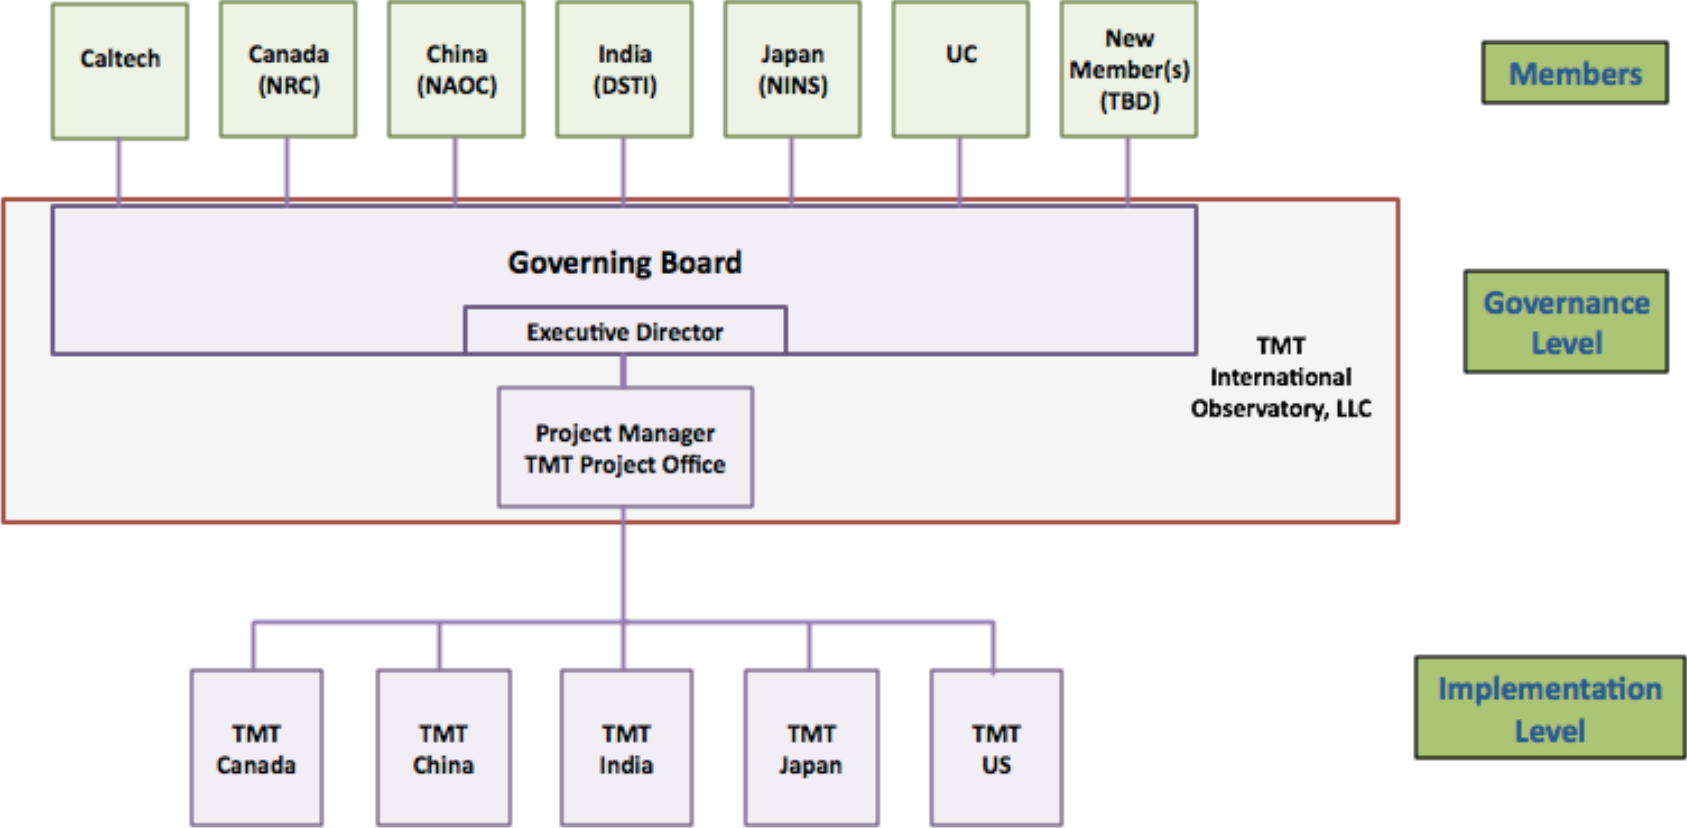 Caltech
Canada
(NRC)
China
(NAOC)
India
(DSTI)
Japan
(NINS)
UC
New
Member(s)
(TBD)
Members
Governing Board
Executive Director
Governance
Level
TMT
International
Observatory, LLC
Project Manager
TMT Project Office
TMT
Canada
TMT
China
TMT
India
TMT
Japan
TMT
US
Implementation
Level